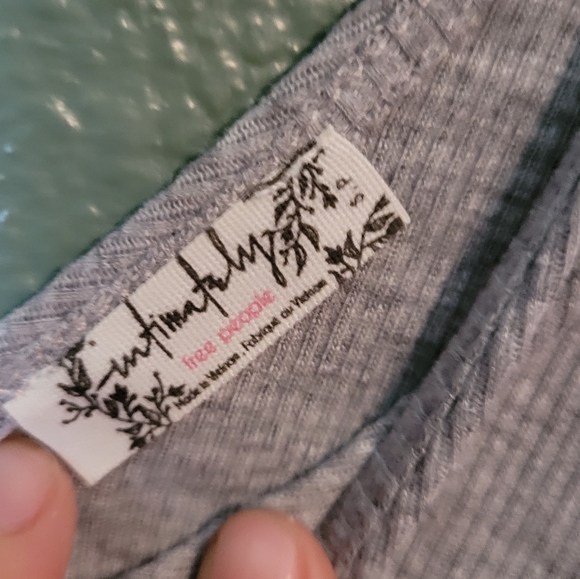 intimately
free people
Made in Vietnam . Fabriqué au Vietnam